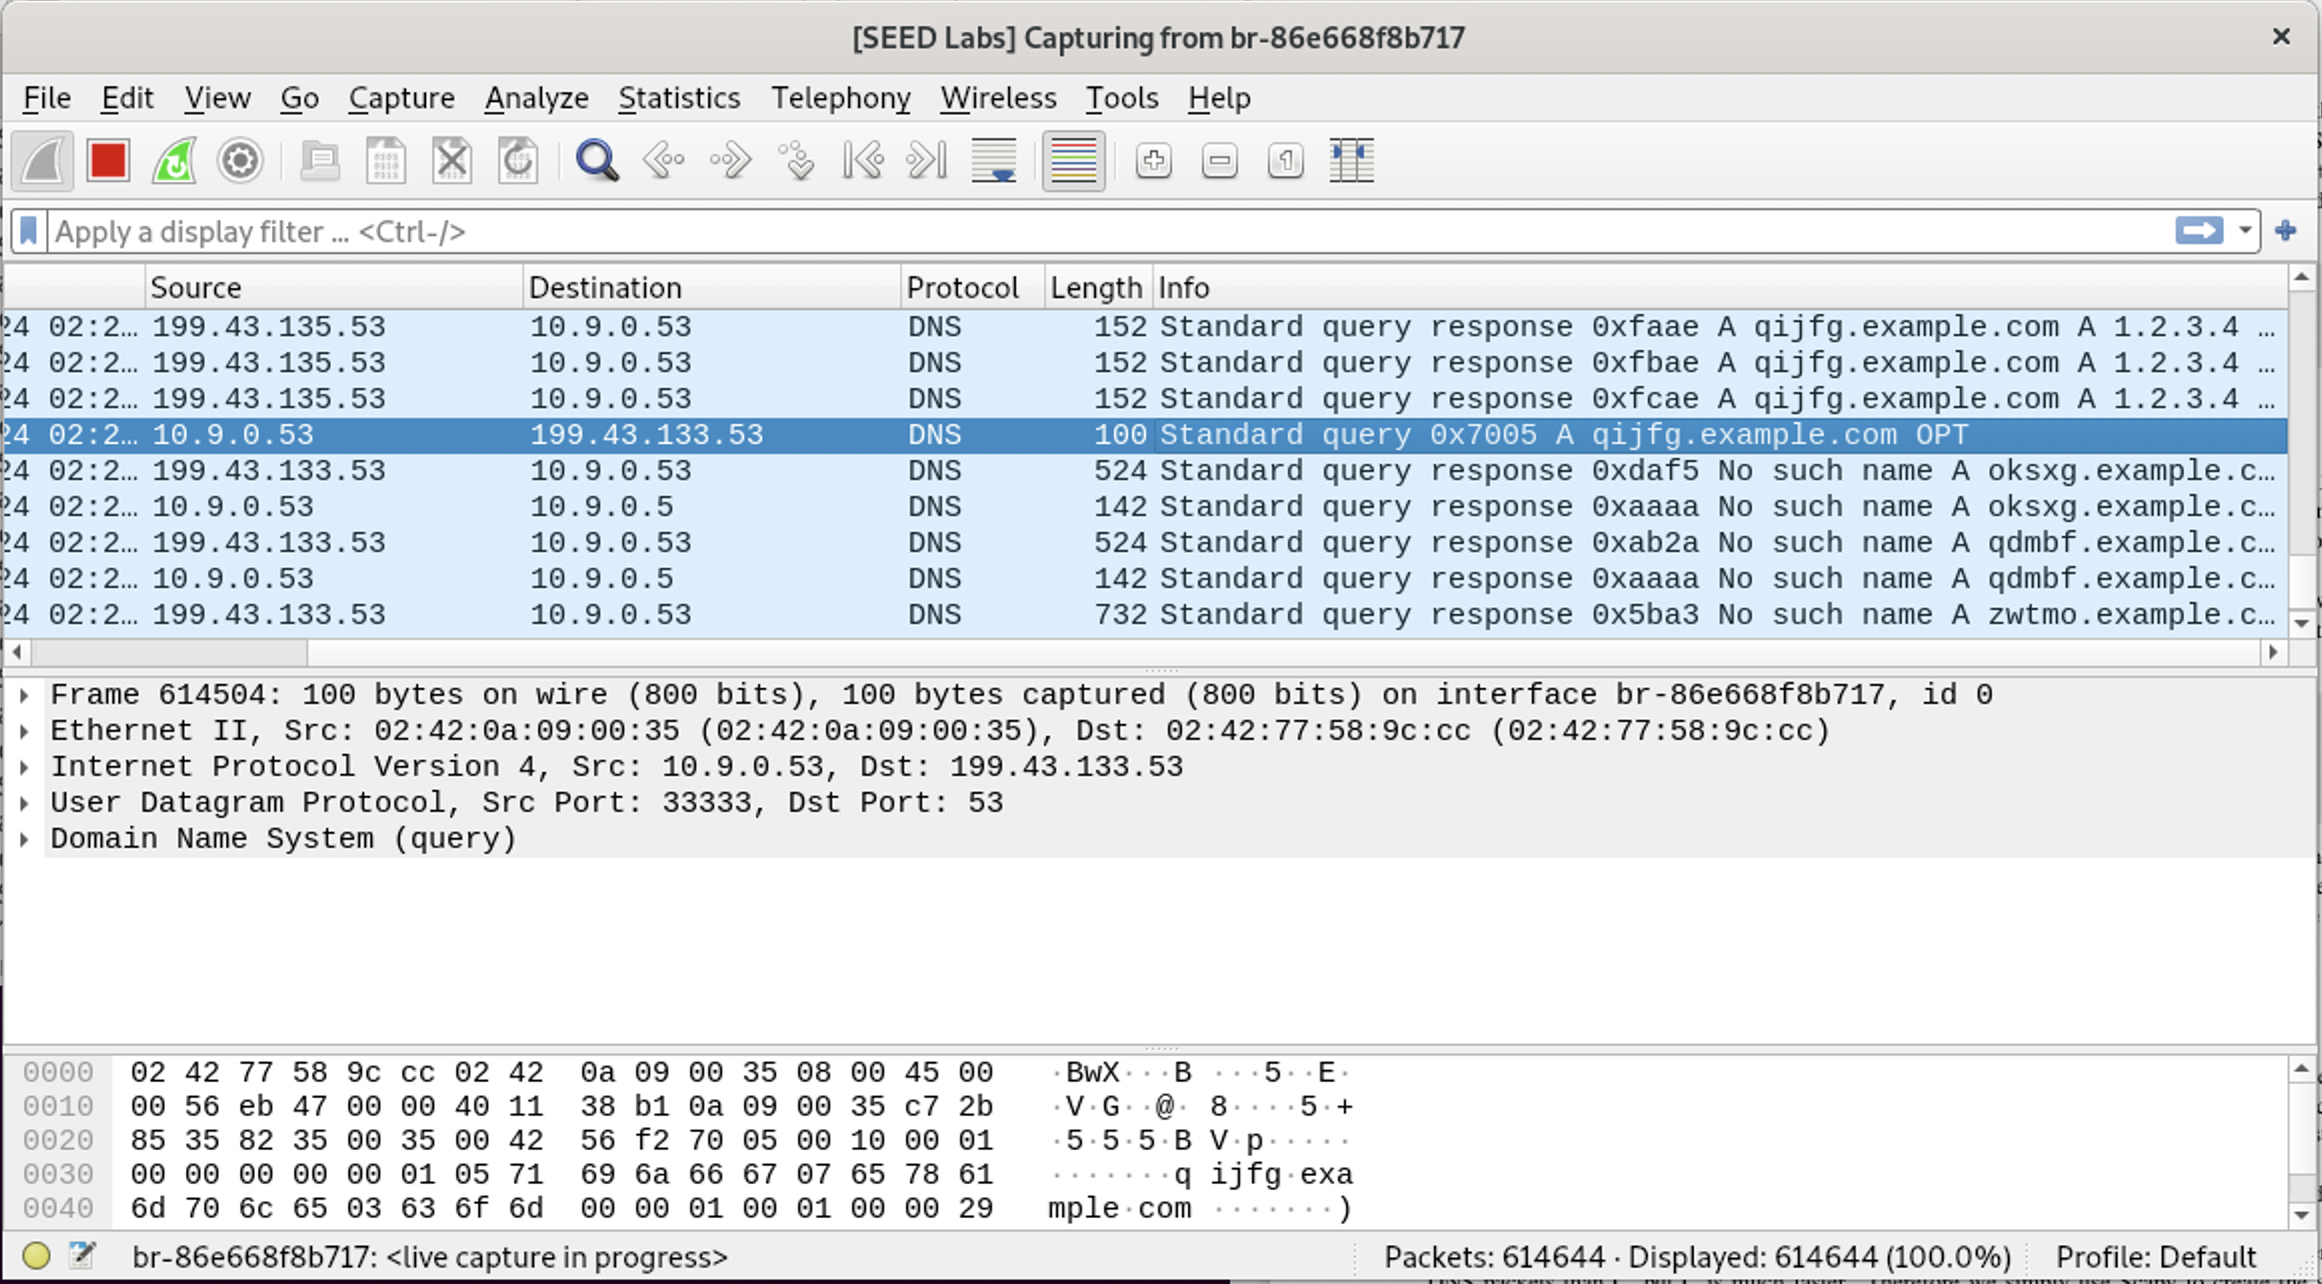 [SEED Labs] Capturing from br-86e668f8b717
File Edit View Go Capture Analyze Statistics Telephony Wireless Tools Help
Apply a display filter … <Ctrl-/>
Source Destination Protocol Length Info
24 02:2… 199.43.135.53 10.9.0.53 DNS 152 Standard query response 0xfaae A qijfg.example.com A 1.2.3.4 …
24 02:2… 199.43.135.53 10.9.0.53 DNS 152 Standard query response 0xfbae A qijfg.example.com A 1.2.3.4 …
24 02:2… 199.43.135.53 10.9.0.53 DNS 152 Standard query response 0xfcae A qijfg.example.com A 1.2.3.4 …
24 02:2… 10.9.0.53 199.43.133.53 DNS 100 Standard query 0x7005 A qijfg.example.com OPT
24 02:2… 199.43.133.53 10.9.0.53 DNS 524 Standard query response 0xdaf5 No such name A oksxg.example.c…
24 02:2… 10.9.0.53 10.9.0.5 DNS 142 Standard query response 0xaaaa No such name A oksxg.example.c…
24 02:2… 199.43.133.53 10.9.0.53 DNS 524 Standard query response 0xab2a No such name A qdmbf.example.c…
24 02:2… 10.9.0.53 10.9.0.5 DNS 142 Standard query response 0xaaaa No such name A qdmbf.example.c…
24 02:2… 199.43.133.53 10.9.0.53 DNS 732 Standard query response 0x5ba3 No such name A zwtmo.example.c…
Frame 614504: 100 bytes on wire (800 bits), 100 bytes captured (800 bits) on interface br-86e668f8b717, id 0
Ethernet II, Src: 02:42:0a:09:00:35 (02:42:0a:09:00:35), Dst: 02:42:77:58:9c:cc (02:42:77:58:9c:cc)
Internet Protocol Version 4, Src: 10.9.0.53, Dst: 199.43.133.53
User Datagram Protocol, Src Port: 33333, Dst Port: 53
Domain Name System (query)
0000 02 42 77 58 9c cc 02 42 0a 09 00 35 08 00 45 00 ·BwX···B ···5··E·
0010 00 56 eb 47 00 00 40 11 38 b1 0a 09 00 35 c7 2b ·V·G··@· 8····5·+
0020 85 35 82 35 00 35 00 42 56 f2 70 05 00 10 00 01 ·5·5·5·B V·p·····
0030 00 00 00 00 00 01 05 71 69 6a 66 67 07 65 78 61 ·······q ijfg·exa
0040 6d 70 6c 65 03 63 6f 6d 00 00 01 00 01 00 00 29 mple·com ·······)
br-86e668f8b717: <live capture in progress> Packets: 614644 · Displayed: 614644 (100.0%) Profile: Default